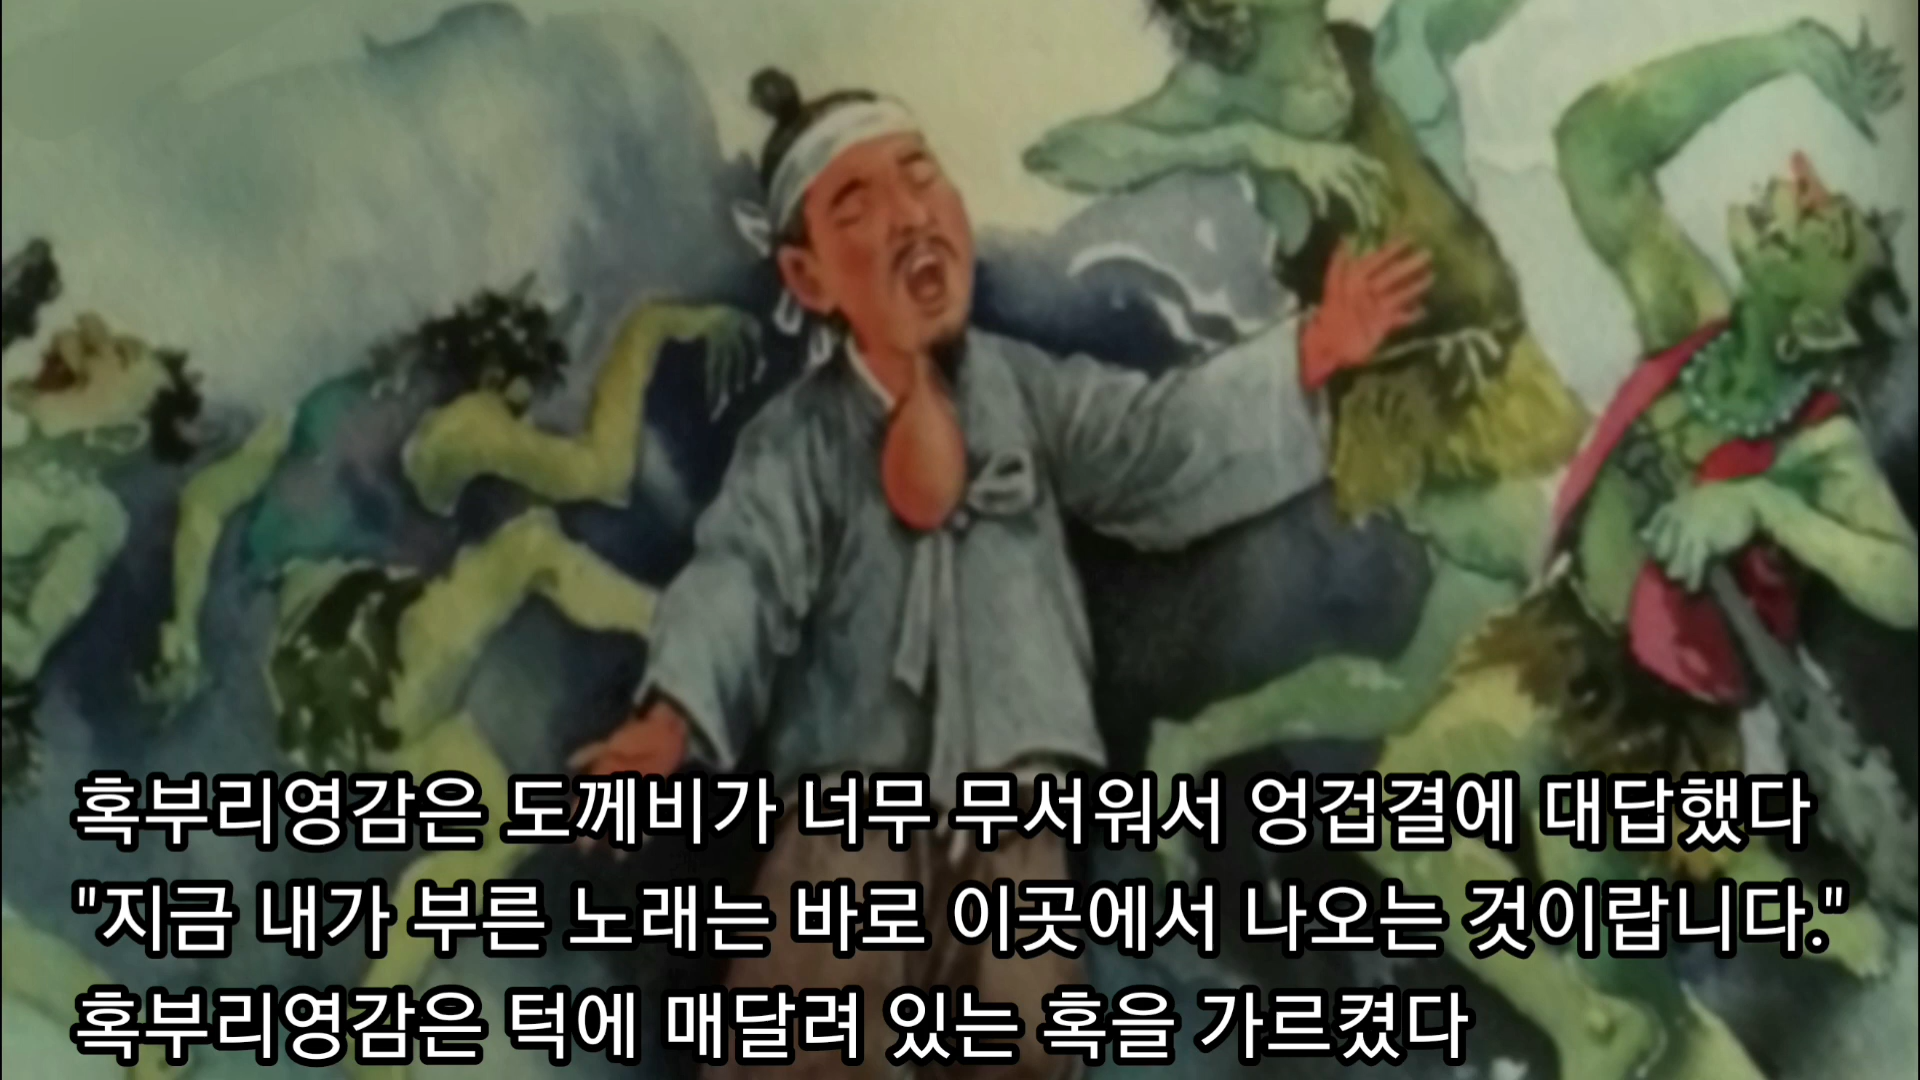 혹부리영감은 도깨비가 너무 무서워서 엉겁결에 대답했다
"지금 내가 부른 노래는 바로 이곳에서 나오는 것이랍니다."
혹부리영감은 턱에 매달려 있는 혹을 가르켰다